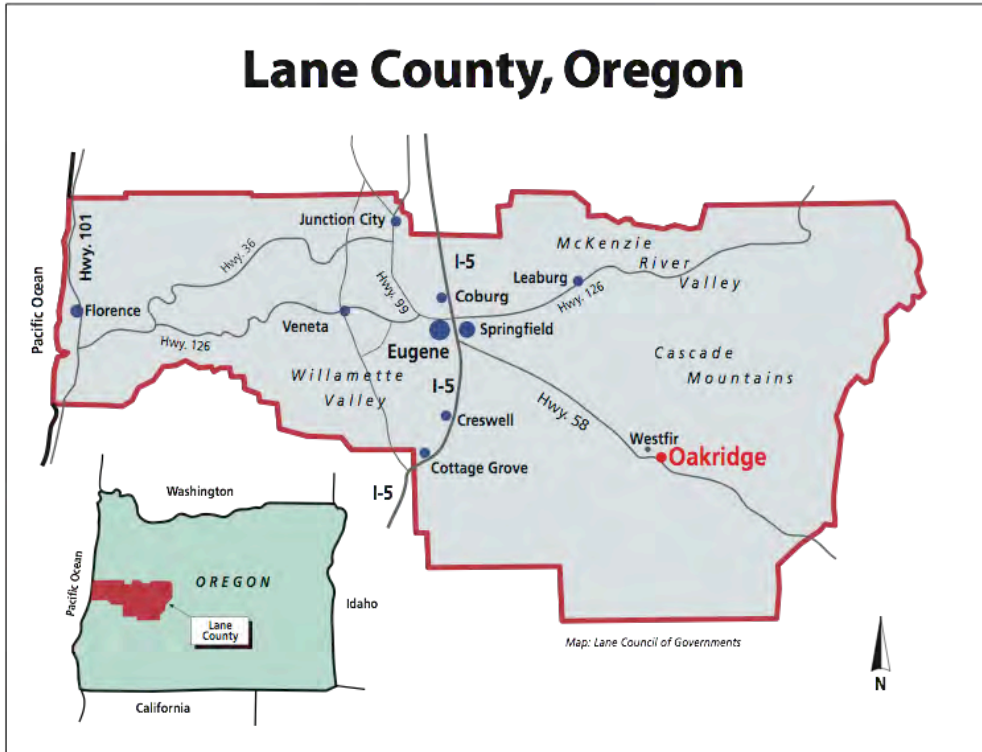 Lane County, Oregon
Pacific Ocean
Hwy. 101
Florence
Hwy. 36
Hwy. 126
Junction City
Veneta
Hwy. 99
I-5
Coburg
Eugene
Springfield
Leaburg
Hwy. 126
McKenzie
River
Valley
Cascade
Mountains
Willamette
Valley
I-5
Creswell
Cottage Grove
I-5
Hwy. 58
Westfir
Oakridge
Map: Lane Council of Governments
N
Washington
Pacific Ocean
OREGON
Idaho
Lane
County
California